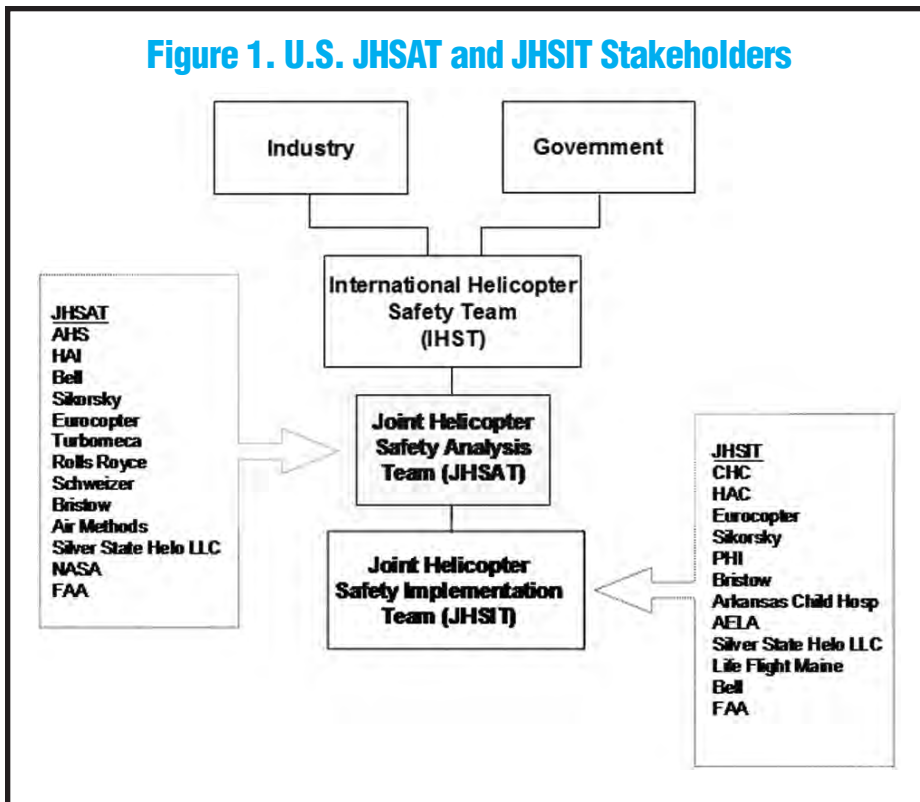 Figure 1. U.S. JHSAT and JHSIT Stakeholders
Industry
Government
International Helicopter
Safety Team
(IHST)
JHSAT
AHS
HAI
Bell
Sikorsky
Eurocopter
Turbomeca
Rolls Royce
Schweizer
Bristow
Air Methods
Silver State Helo LLC
NASA
FAA
Joint Helicopter
Safety Analysis
Team (JHSAT)
Joint Helicopter
Safety Implementation
Team (JHSIT)
JHSIT
CHC
HAC
Eurocopter
Sikorsky
PHI
Bristow
Arkansas Child Hosp
AELA
Silver State Helo LLC
Life Flight Maine
Bell
FAA